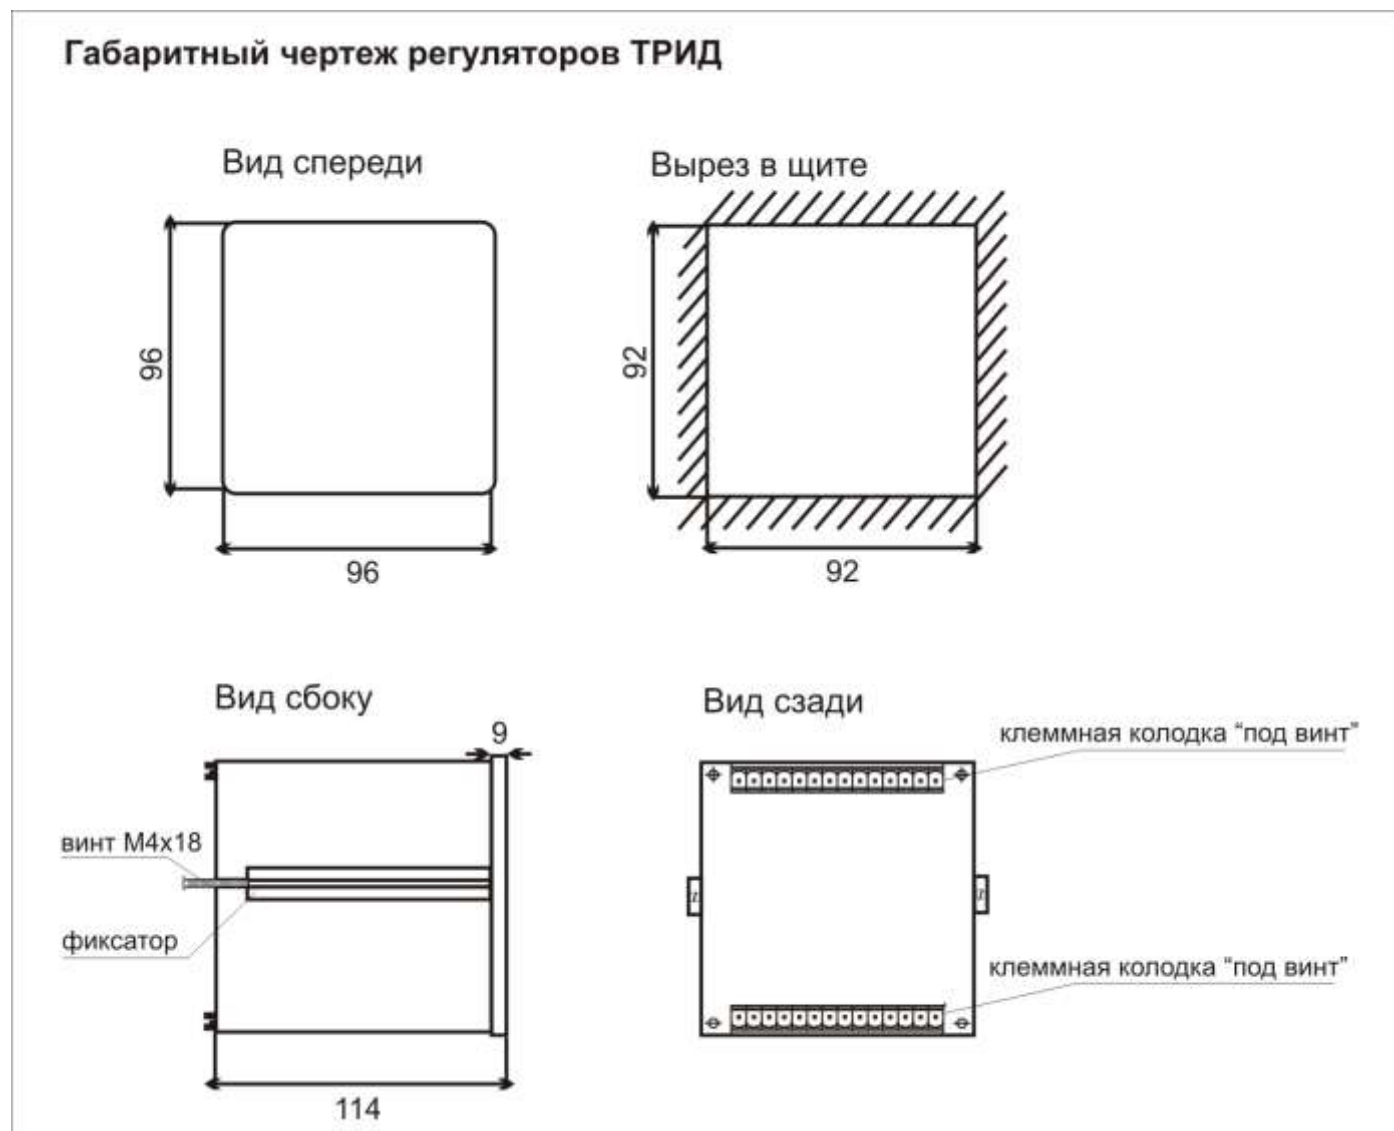 Габаритный чертеж регуляторов ТРИД
Вид спереди
Вырез в щите
96
92
96
92
Вид сбоку
Вид сзади
9
клеммная колодка “под винт”
винт М4х18
фиксатор
клеммная колодка “под винт”
114